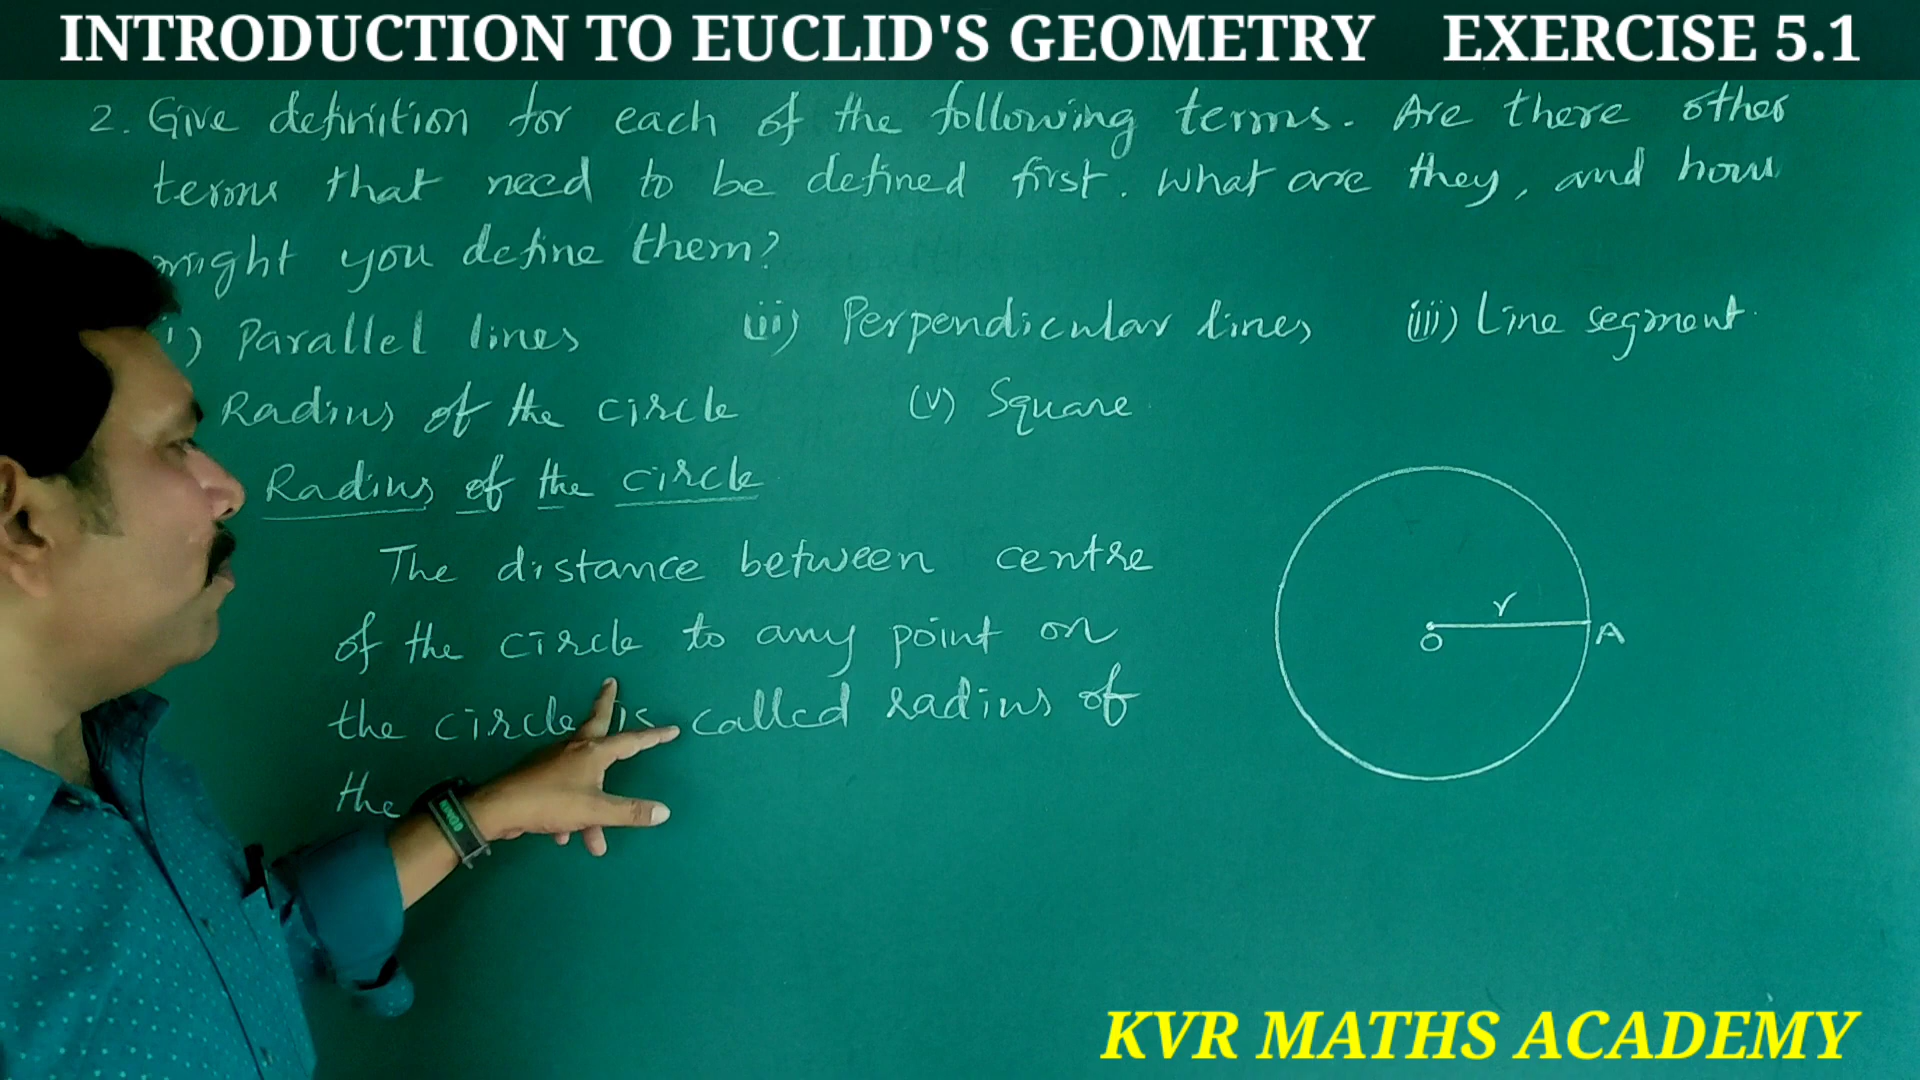 INTRODUCTION TO EUCLID'S GEOMETRY EXERCISE 5.1
2. Give definition for each of the following terms. Are there other
terms that need to be defined first. What are they, and how
might you define them?
i) Parallel lines ii) Perpendicular lines (iii) Line segment.
Radius of the circle (v) Square
Radius of the circle
The distance between centre
of the circle to any point on
the circle is called radius of
the
r
O A
KVR MATHS ACADEMY